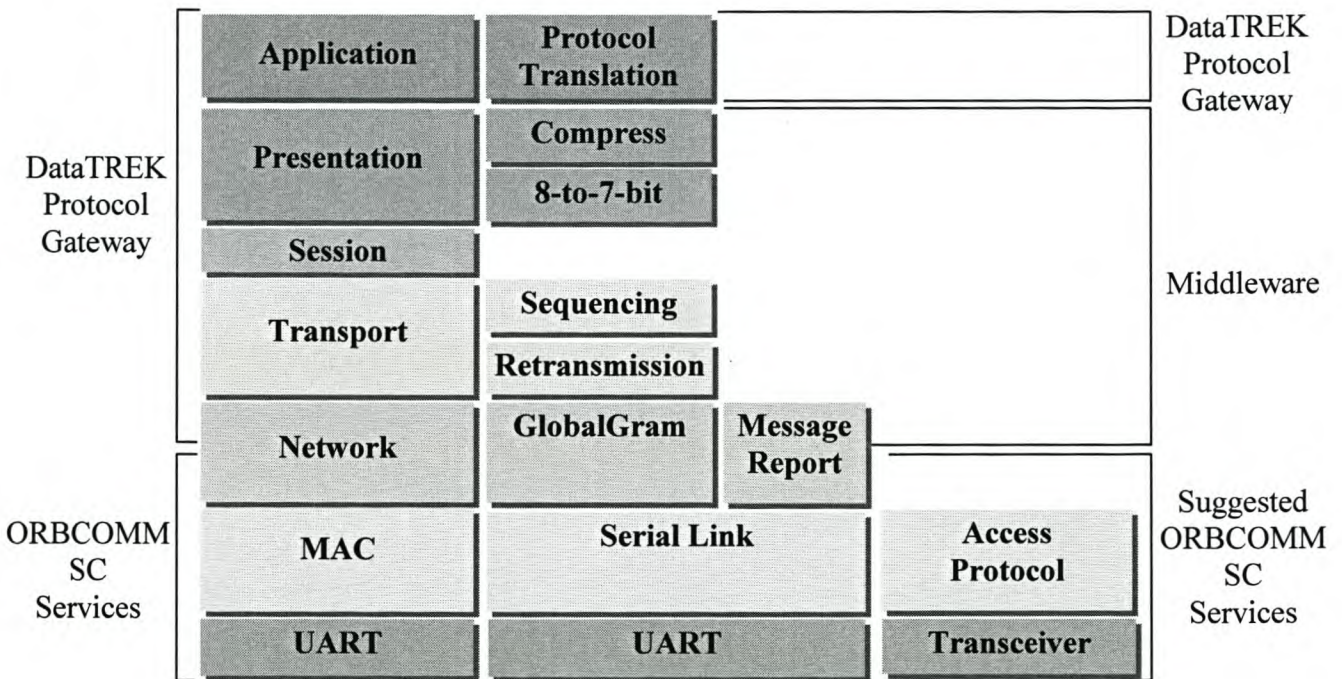 Application
Protocol
Translation
DataTREK
Protocol
Gateway
Presentation
Compress
8-to-7-bit
DataTREK
Protocol
Gateway
Session
Middleware
Transport
Sequencing
Retransmission
Network
GlobalGram
Message
Report
ORBCOMM
SC
Services
MAC
Serial Link
Access
Protocol
Suggested
ORBCOMM
SC
Services
UART
UART
Transceiver